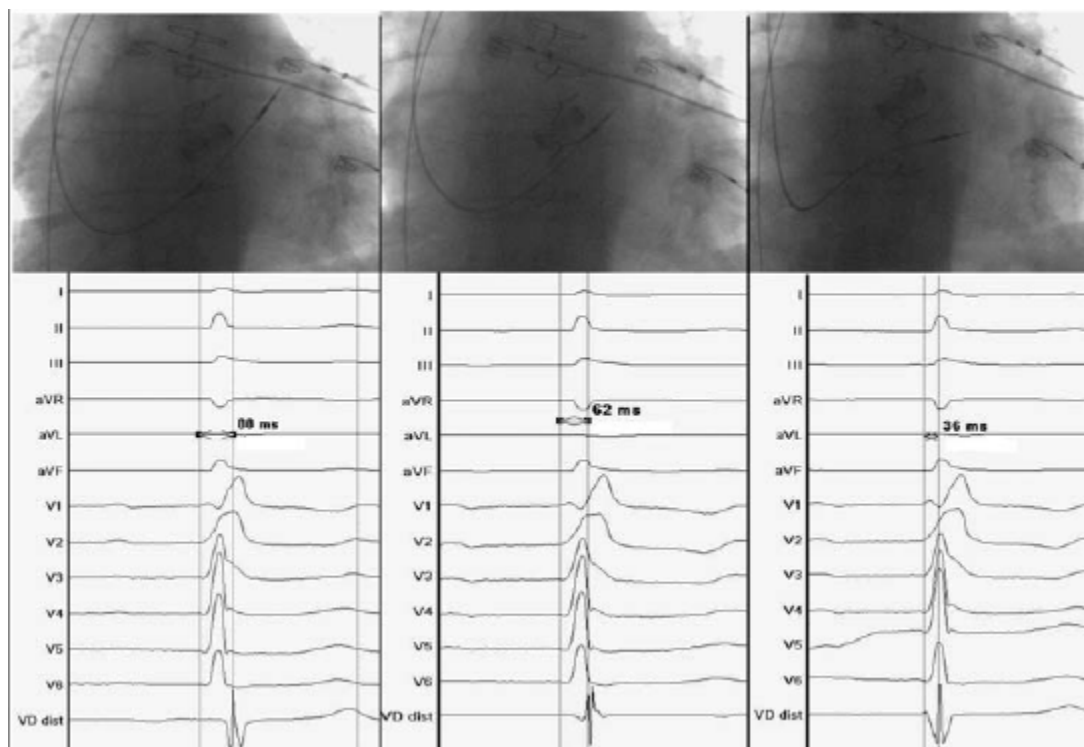 I
II
III
aVR
ms
aVL
aVF
V1
V2
V3
V4
V5
V6
VD dist
I
II
III
aVR
62 ms
aVL
aVF
V1
V2
V3
V4
V5
V6
VD dist
I
II
III
aVR
36 ms
aVL
aVF
V1
V2
V3
V4
V5
V6
VD dist